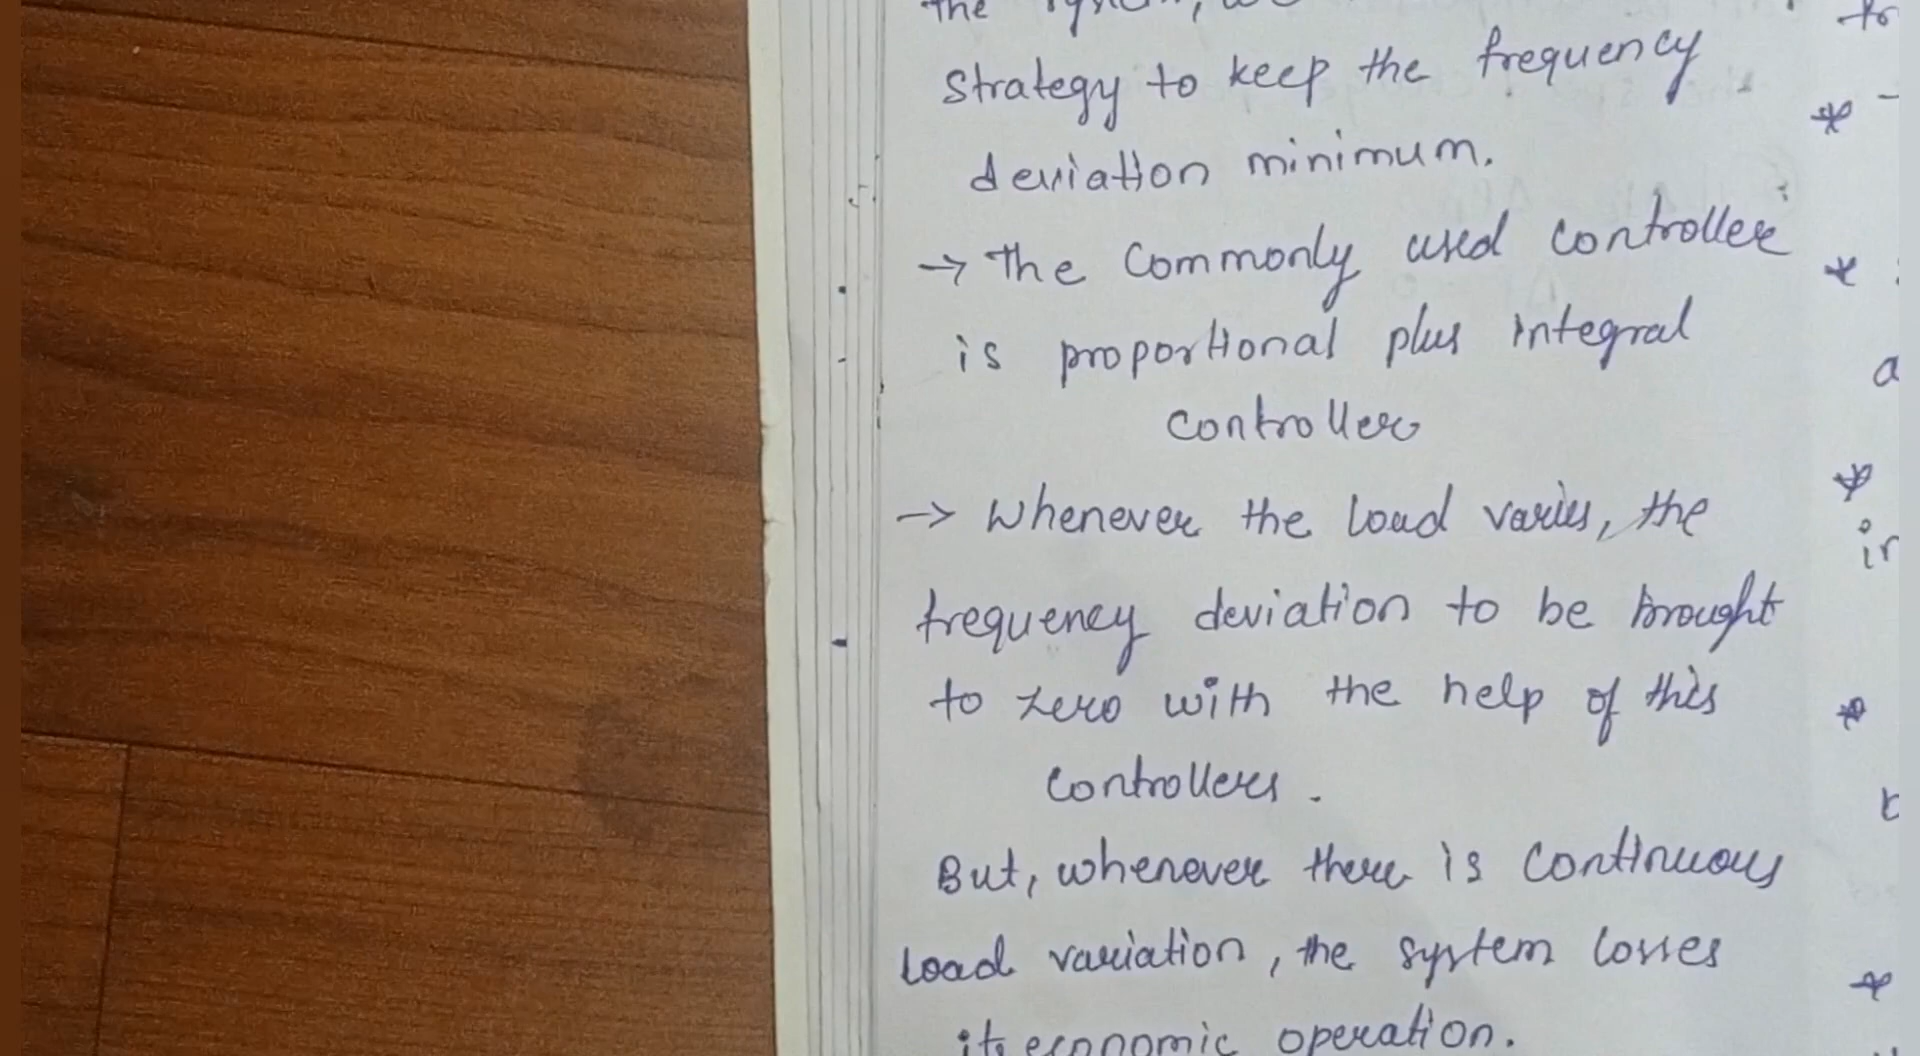 the system,
strategy to keep the frequency
deviation minimum.
→ The commonly used controller
is proportional plus integral
controller
→ Whenever the load varies, the
frequency deviation to be brought
to zero with the help of this
controllers.
But, whenever there is continuous
load variation, the system losses
its economic operation.